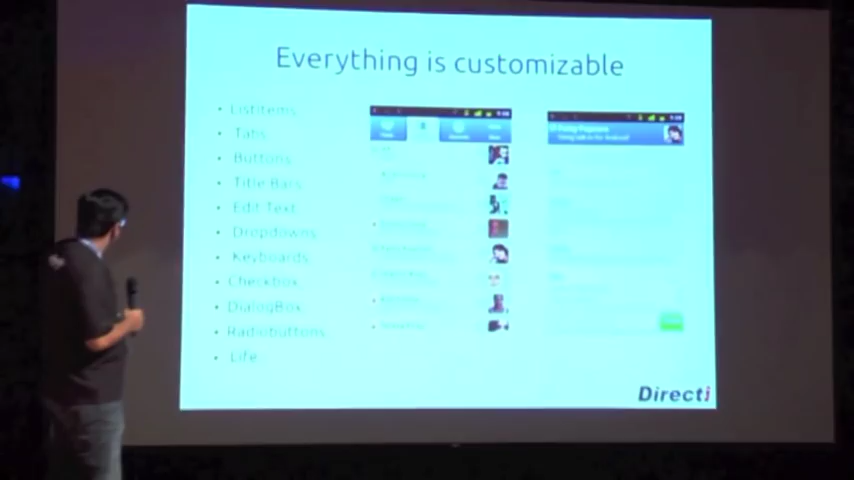 Everything is customizable
• ListItems
• Tabs
• Buttons
• Title Bars
• Edit Text
• Dropdowns
• Keyboards
• Checkbox
• DialogBox
• Radiobuttons
• Life
Directi